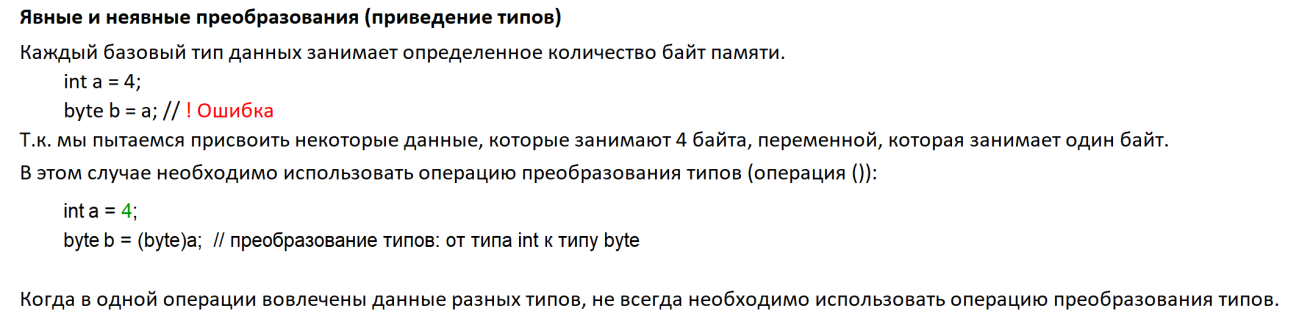 Явные и неявные преобразования (приведение типов)
Каждый базовый тип данных занимает определенное количество байт памяти.
int a = 4;
byte b = a; // ! Ошибка
Т.к. мы пытаемся присвоить некоторые данные, которые занимают 4 байта, переменной, которая занимает один байт.
В этом случае необходимо использовать операцию преобразования типов (операция ()):
int a = 4;
byte b = (byte)a;  // преобразование типов: от типа int к типу byte
Когда в одной операции вовлечены данные разных типов, не всегда необходимо использовать операцию преобразования типов.